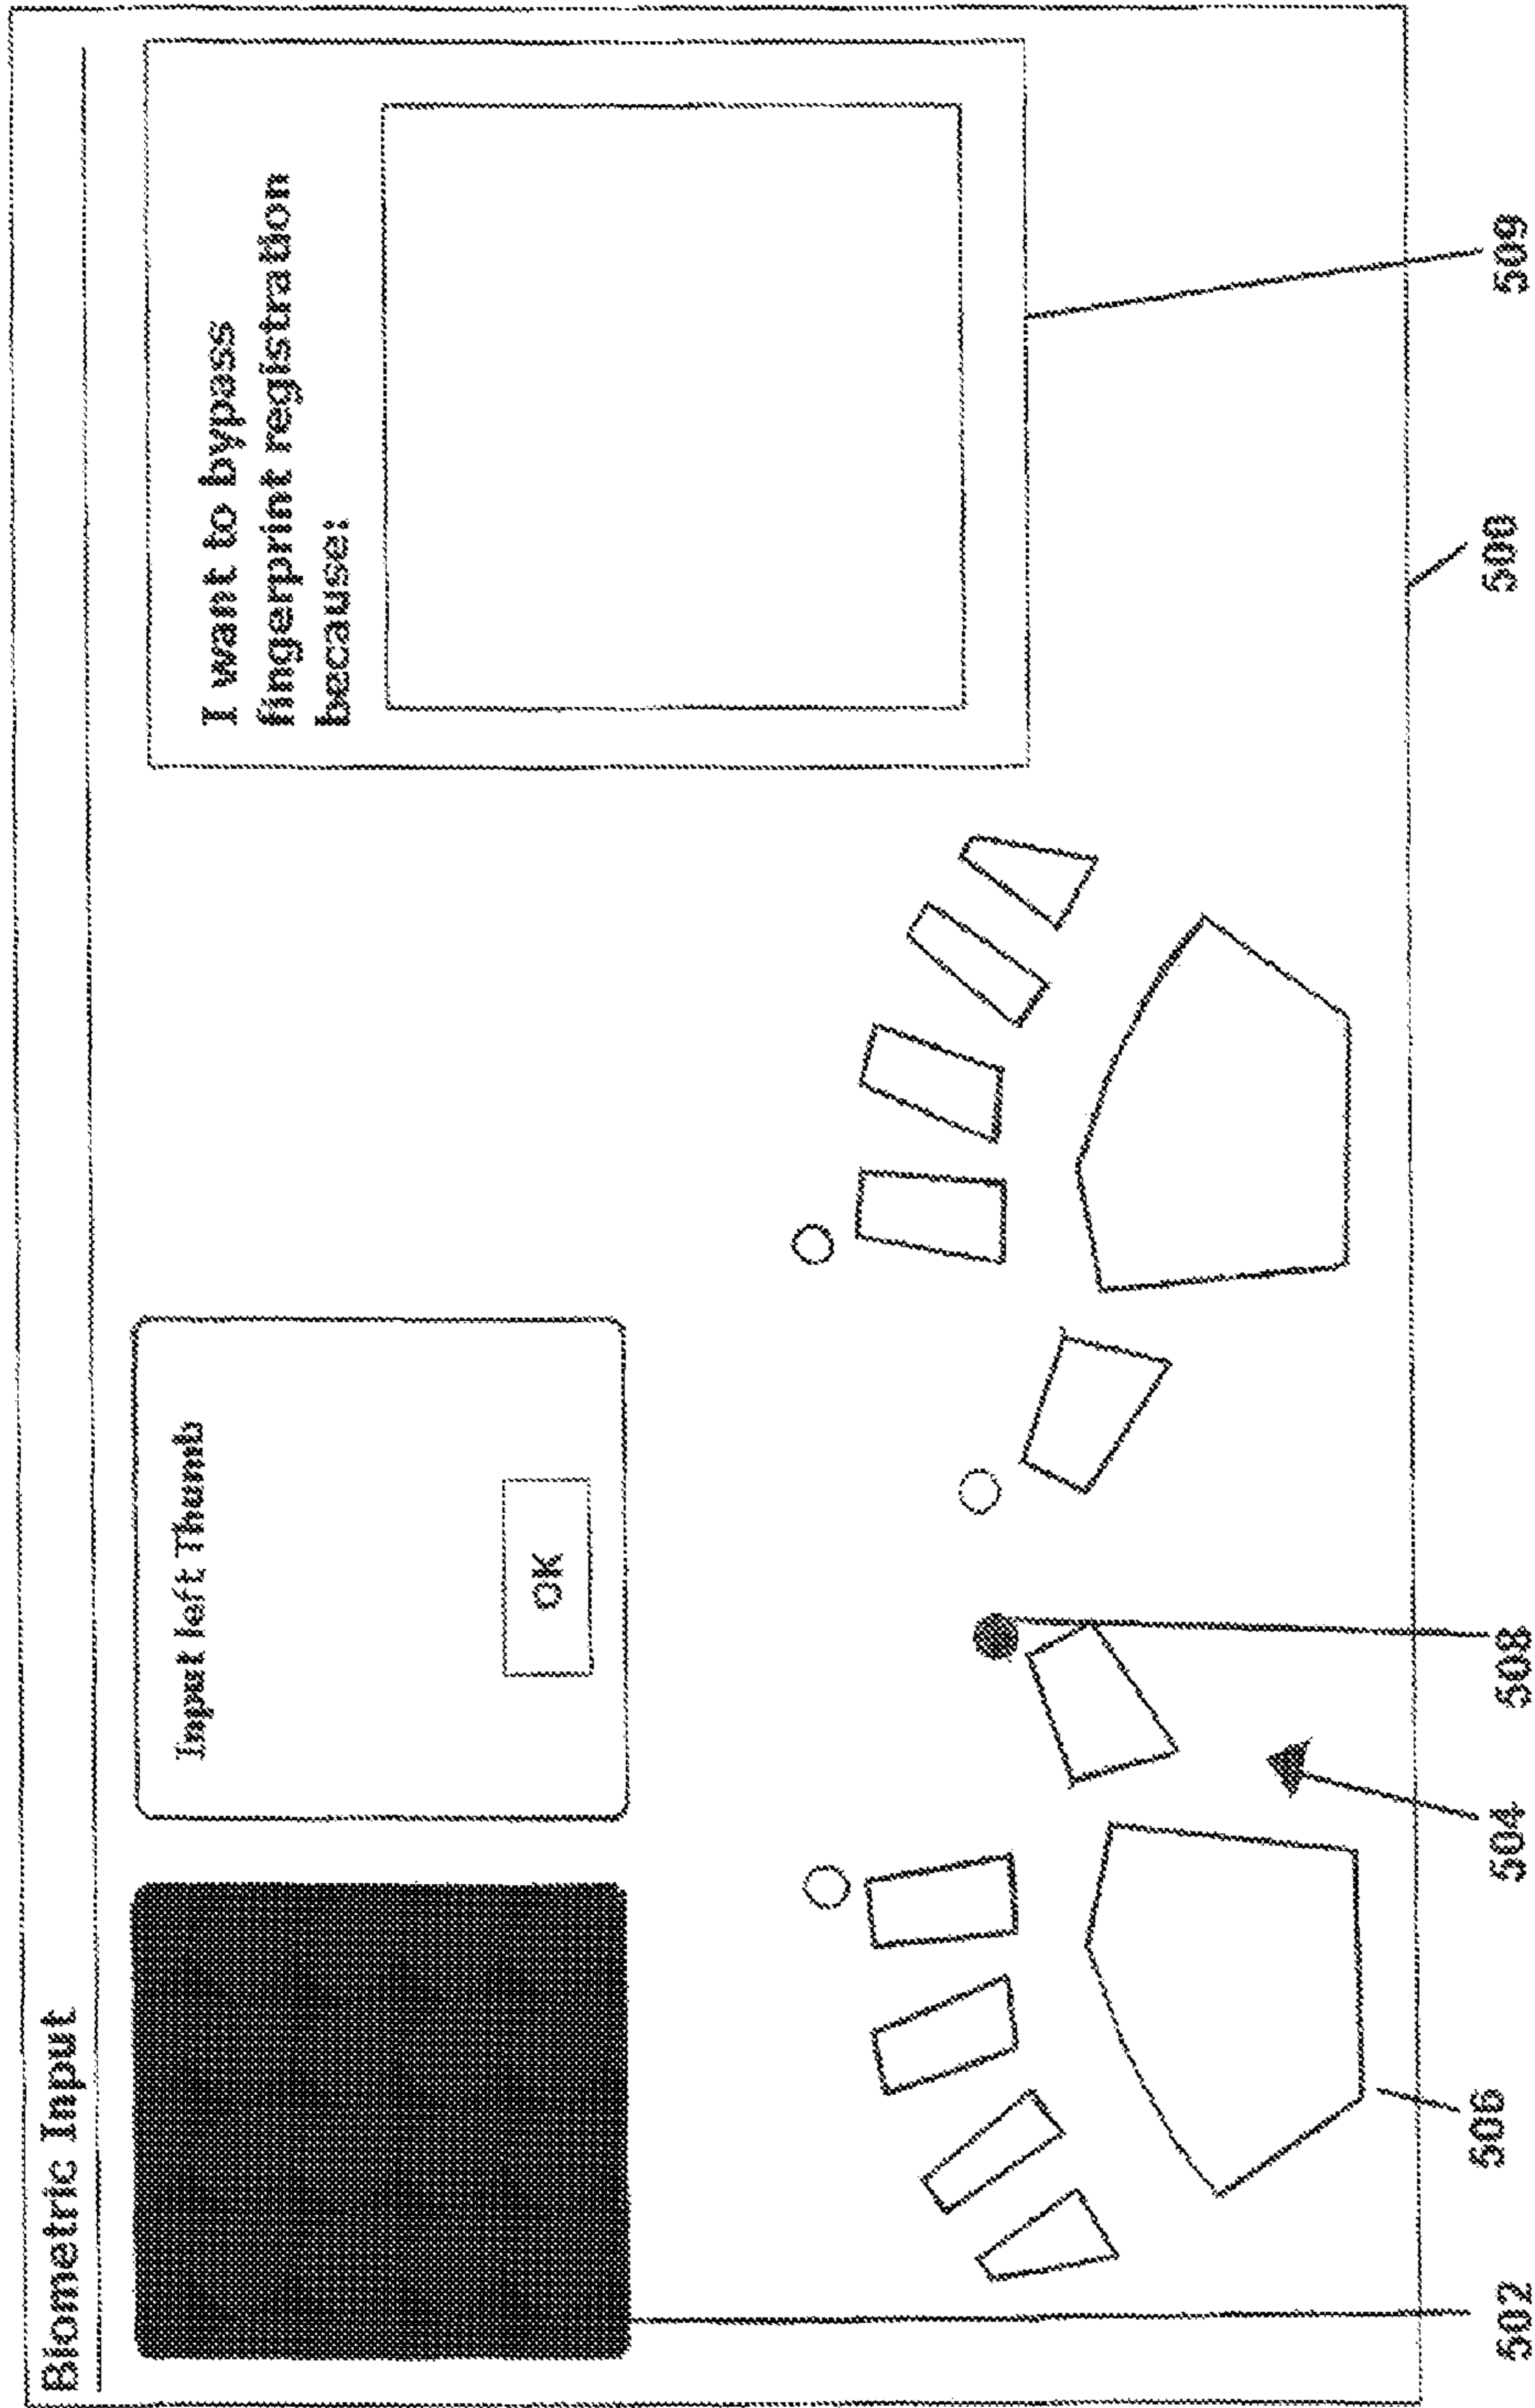 Biometric Input
Input left Thumb
OK
I want to bypass
fingerprint registration
because:
502
506
504
508
500
509